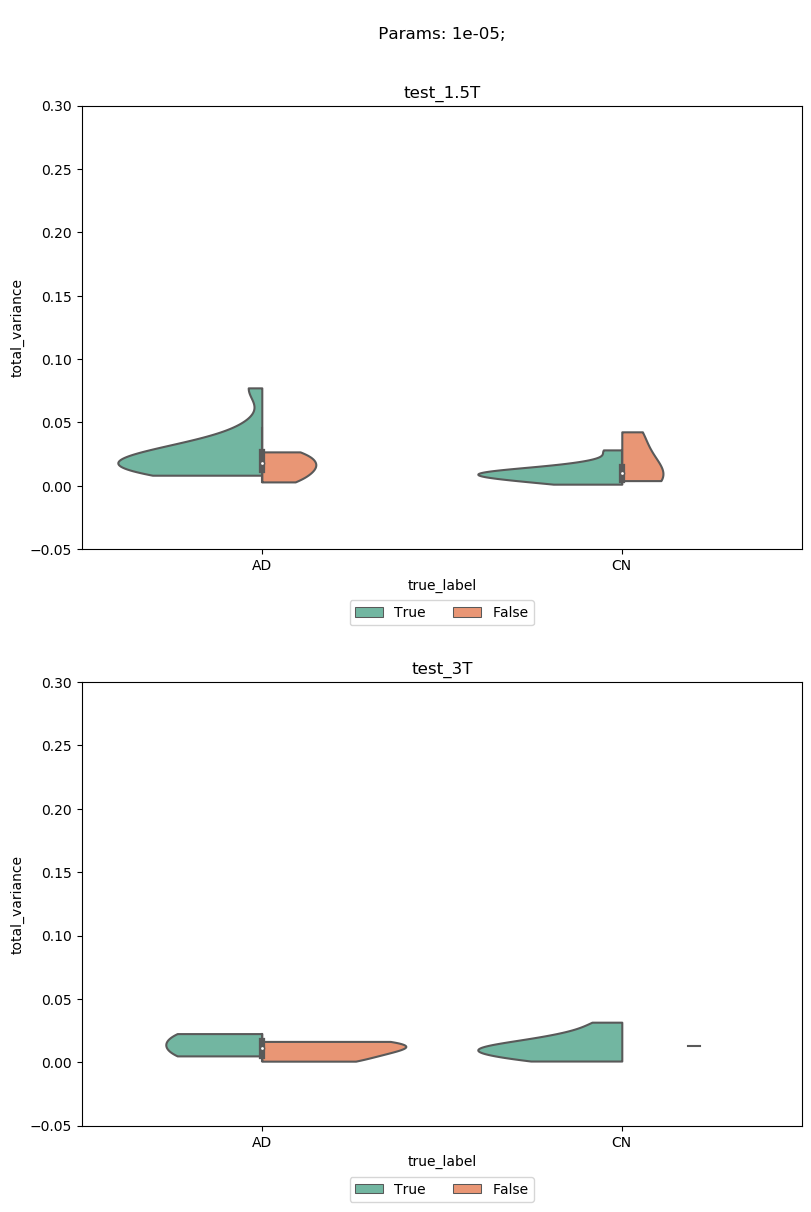 Params: 1e-05;
test_1.5T
0.30
0.25
0.20
0.15
0.10
0.05
0.00
−0.05
total_variance
AD CN
true_label
True False
test_3T
0.30
0.25
0.20
0.15
0.10
0.05
0.00
−0.05
total_variance
AD CN
true_label
True False